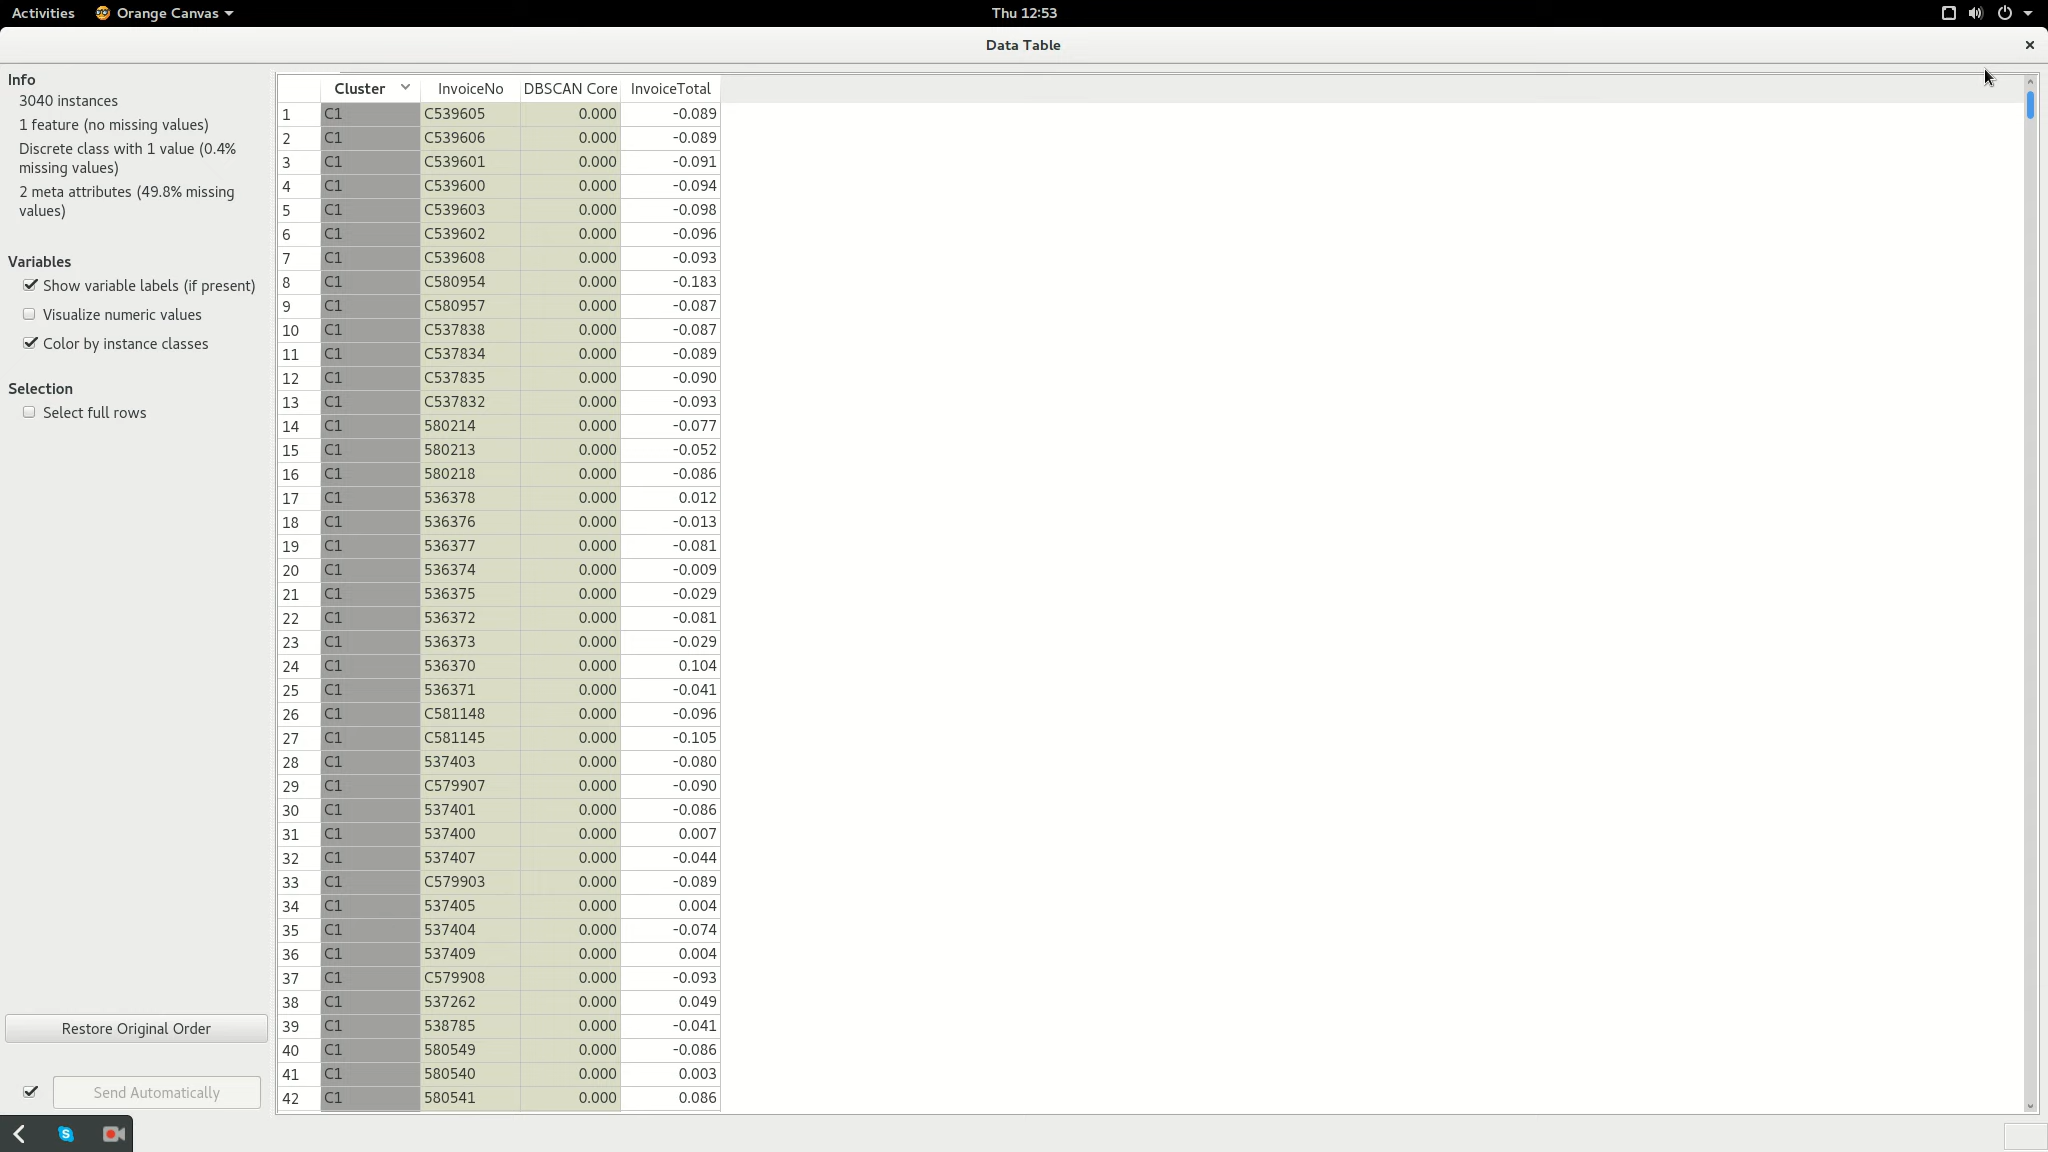 Activities Orange Canvas Thu 12:53
Data Table
Info
3040 instances
1 feature (no missing values)
Discrete class with 1 value (0.4%
missing values)
2 meta attributes (49.8% missing
values)
Variables
Show variable labels (if present)
Visualize numeric values
Color by instance classes
Selection
Select full rows
Restore Original Order
Send Automatically
Cluster InvoiceNo DBSCAN Core InvoiceTotal
1 C1 C539605 0.000 -0.089
2 C1 C539606 0.000 -0.089
3 C1 C539601 0.000 -0.091
4 C1 C539600 0.000 -0.094
5 C1 C539603 0.000 -0.098
6 C1 C539602 0.000 -0.096
7 C1 C539608 0.000 -0.093
8 C1 C580954 0.000 -0.183
9 C1 C580957 0.000 -0.087
10 C1 C537838 0.000 -0.087
11 C1 C537834 0.000 -0.089
12 C1 C537835 0.000 -0.090
13 C1 C537832 0.000 -0.093
14 C1 580214 0.000 -0.077
15 C1 580213 0.000 -0.052
16 C1 580218 0.000 -0.086
17 C1 536378 0.000 0.012
18 C1 536376 0.000 -0.013
19 C1 536377 0.000 -0.081
20 C1 536374 0.000 -0.009
21 C1 536375 0.000 -0.029
22 C1 536372 0.000 -0.081
23 C1 536373 0.000 -0.029
24 C1 536370 0.000 0.104
25 C1 536371 0.000 -0.041
26 C1 C581148 0.000 -0.096
27 C1 C581145 0.000 -0.105
28 C1 537403 0.000 -0.080
29 C1 C579907 0.000 -0.090
30 C1 537401 0.000 -0.086
31 C1 537400 0.000 0.007
32 C1 537407 0.000 -0.044
33 C1 C579903 0.000 -0.089
34 C1 537405 0.000 0.004
35 C1 537404 0.000 -0.074
36 C1 537409 0.000 0.004
37 C1 C579908 0.000 -0.093
38 C1 537262 0.000 0.049
39 C1 538785 0.000 -0.041
40 C1 580549 0.000 -0.086
41 C1 580540 0.000 0.003
42 C1 580541 0.000 0.086